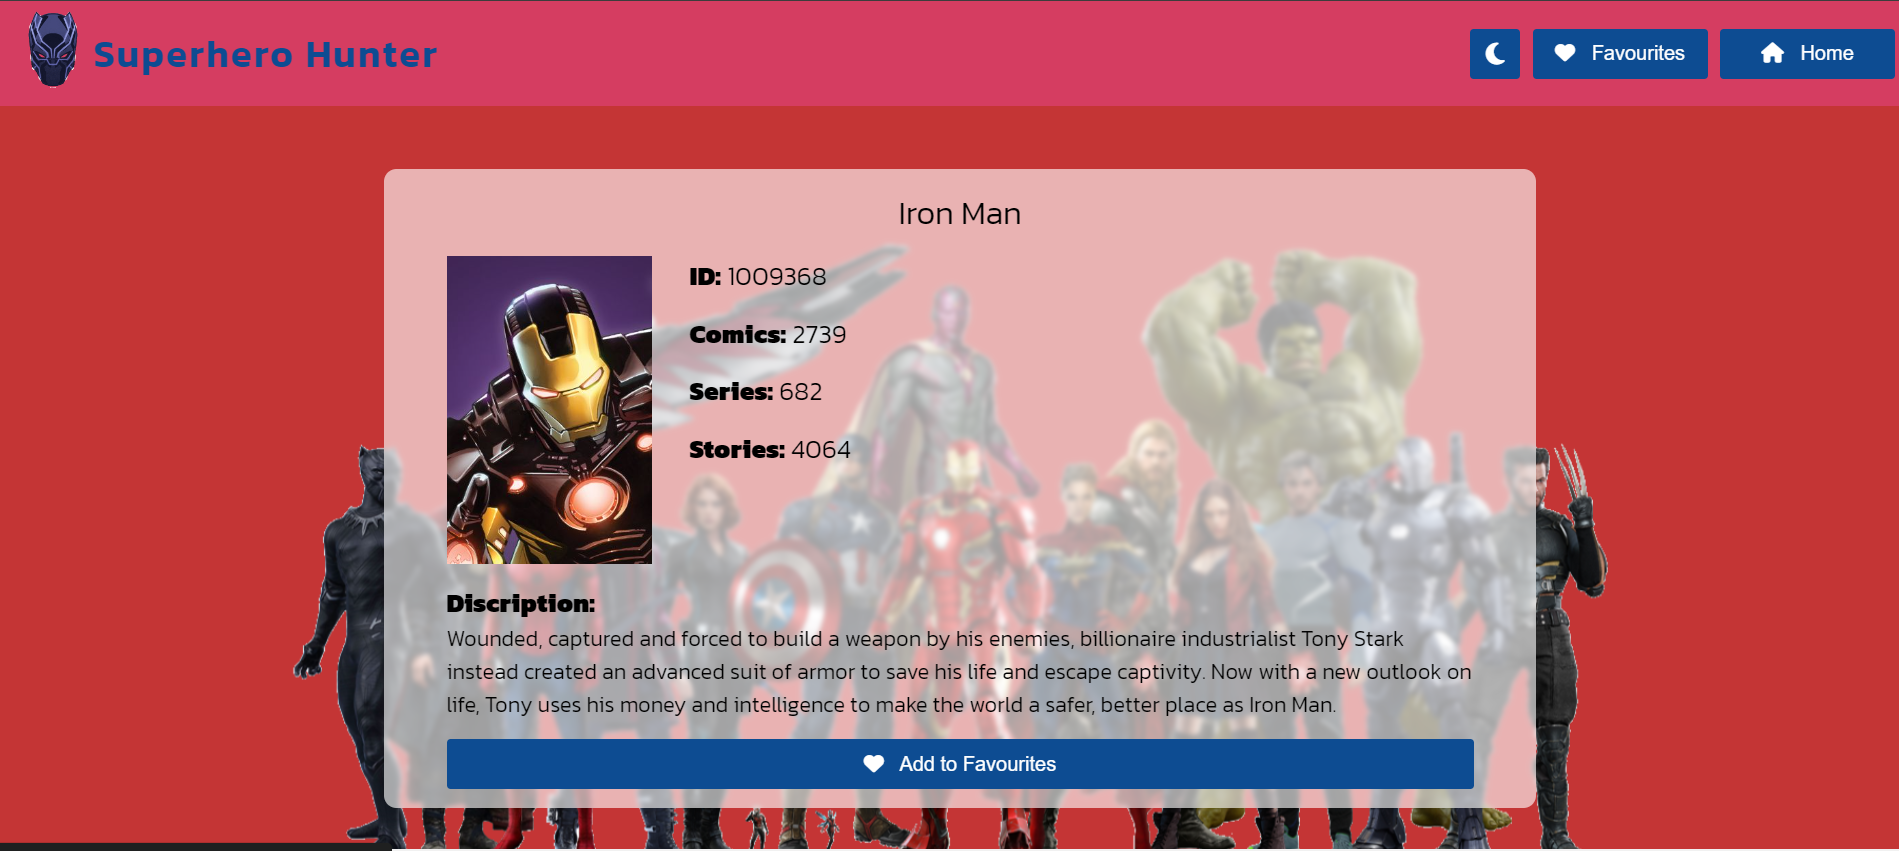 Superhero Hunter
Favourites
Home
Iron Man
ID: 1009368
Comics: 2739
Series: 682
Stories: 4064
Discription:
Wounded, captured and forced to build a weapon by his enemies, billionaire industrialist Tony Stark
instead created an advanced suit of armor to save his life and escape captivity. Now with a new outlook on
life, Tony uses his money and intelligence to make the world a safer, better place as Iron Man.
Add to Favourites